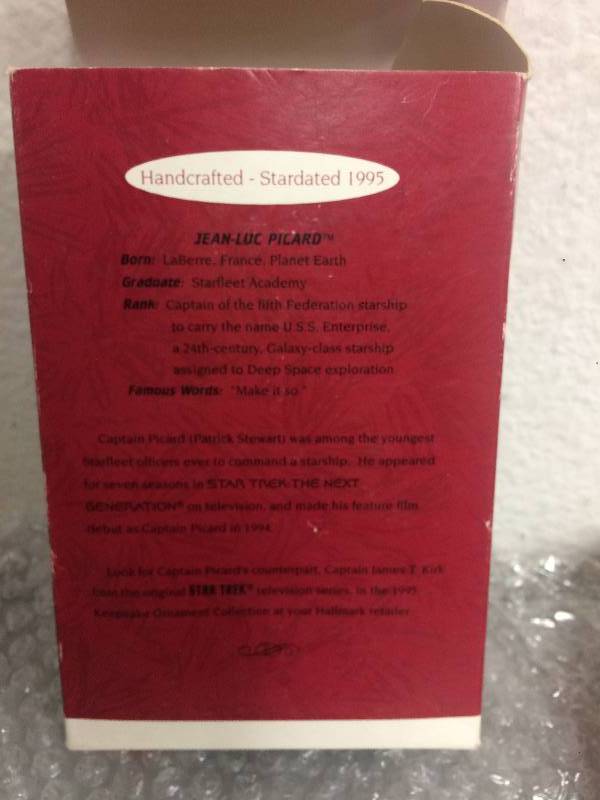 Handcrafted - Stardated 1995
JEAN-LUC PICARD™
Born: LaBerre, France, Planet Earth
Graduate: Starfleet Academy
Rank: Captain of the fifth Federation starship
to carry the name U.S.S. Enterprise,
a 24th-century, Galaxy-class starship
assigned to Deep Space exploration
Famous Words: "Make it so."
Captain Picard (Patrick Stewart) was among the youngest
Starfleet officers ever to command a starship. He appeared
for seven seasons in STAR TREK: THE NEXT
GENERATION® on television, and made his feature film
debut as Captain Picard in 1994.
Look for Captain Picard's counterpart, Captain James T. Kirk
from the original STAR TREK® television series, in the 1995
Keepsake Ornament Collection at your Hallmark retailer.